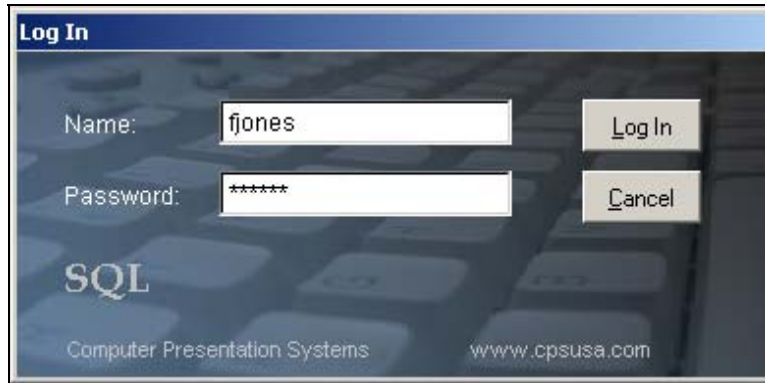 Log In
Name: fjones Log In
Password: ****** Cancel
SQL
Computer Presentation Systems www.cpsusa.com